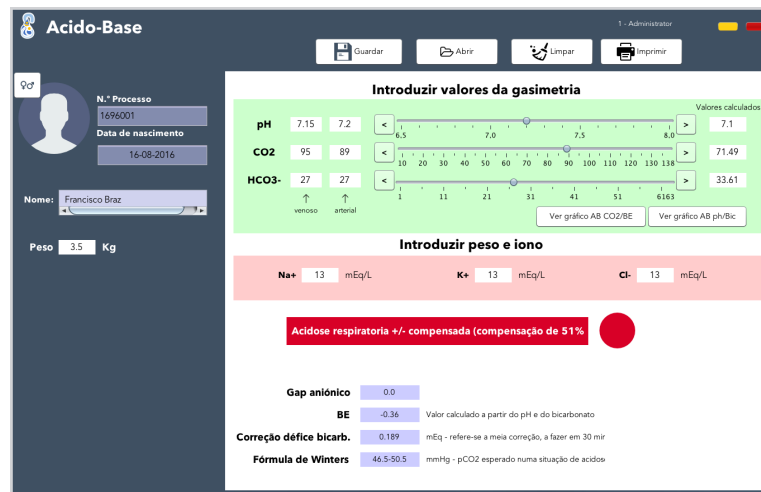 Acido-Base
1 - Administrator
Guardar
Abrir
Limpar
Imprimir
N.º Processo
1696001
Data de nascimento
16-08-2016
Nome: Francisco Braz
Peso 3.5 Kg
Introduzir valores da gasimetria
Valores calculados
pH 7.15 7.2 < > 7.1
6.5 7.0 7.5 8.0
CO2 95 89 < > 71.49
10 20 30 40 50 60 70 80 90 100 110 120 130 138
HCO3- 27 27 < > 33.61
1 11 21 31 41 51 6163
venoso arterial
Ver gráfico AB CO2/BE
Ver gráfico AB ph/Bic
Introduzir peso e iono
Na+ 13 mEq/L K+ 13 mEq/L Cl- 13 mEq/L
Acidose respiratoria +/- compensada (compensação de 51%
Gap aniónico 0.0
BE -0.36 Valor calculado a partir do pH e do bicarbonato
Correção défice bicarb. 0.189 mEq - refere-se a meia correção, a fazer em 30 mir
Fórmula de Winters 46.5-50.5 mmHg - pCO2 esperado numa situação de acidos